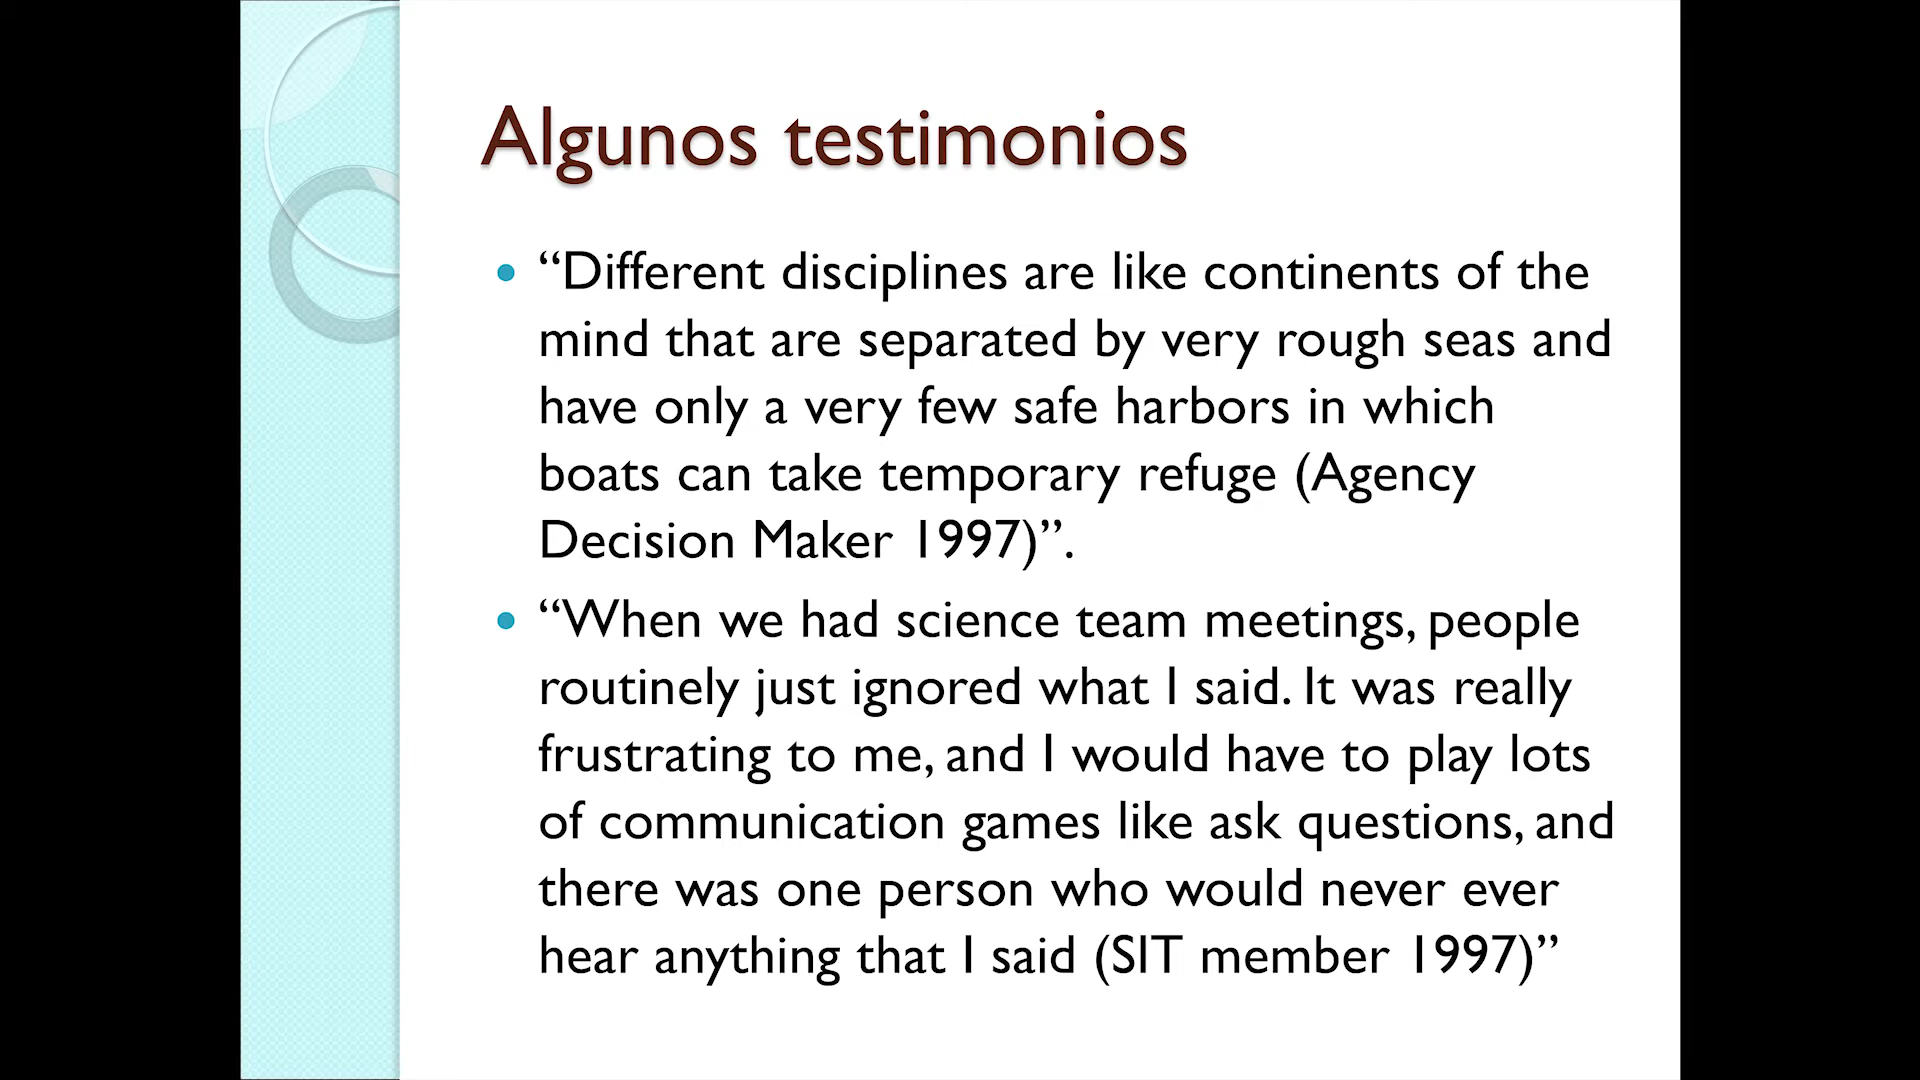 Algunos testimonios
• “Different disciplines are like continents of the
mind that are separated by very rough seas and
have only a very few safe harbors in which
boats can take temporary refuge (Agency
Decision Maker 1997)”.
• “When we had science team meetings, people
routinely just ignored what I said. It was really
frustrating to me, and I would have to play lots
of communication games like ask questions, and
there was one person who would never ever
hear anything that I said (SIT member 1997)”